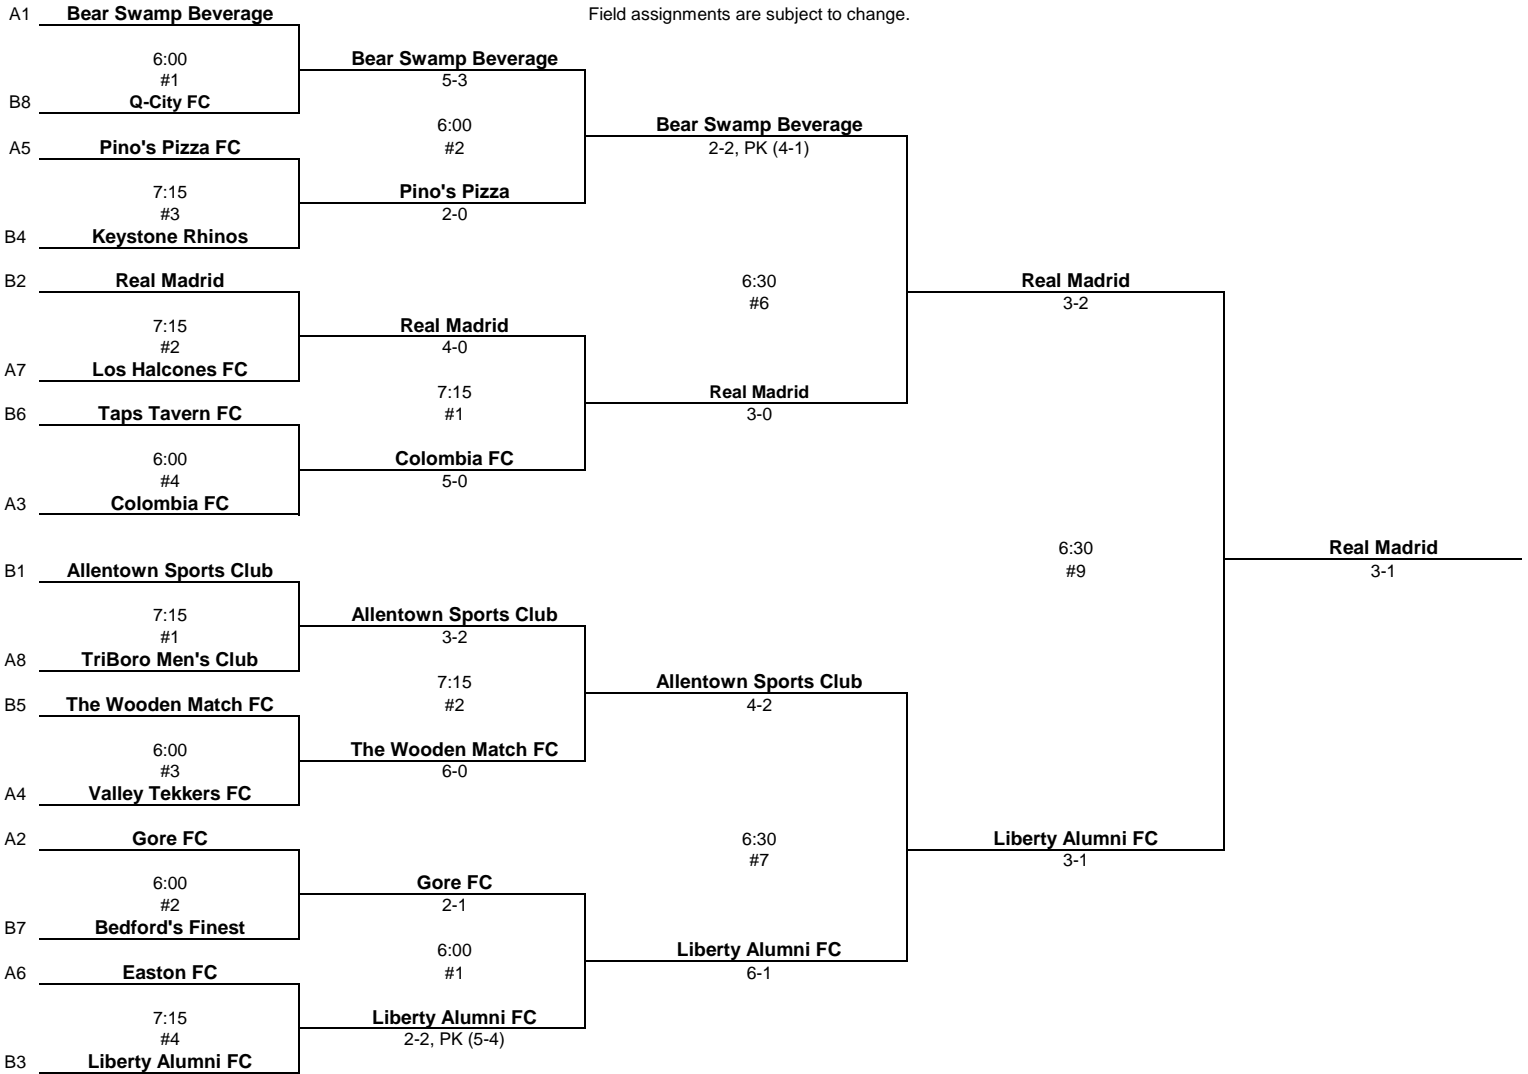 A1 Bear Swamp Beverage
Field assignments are subject to change.
6:00
#1
Bear Swamp Beverage
5-3
B8 Q-City FC
6:00
#2
Bear Swamp Beverage
2-2, PK (4-1)
A5 Pino's Pizza FC
7:15
#3
Pino's Pizza
2-0
B4 Keystone Rhinos
B2 Real Madrid
6:30
#6
Real Madrid
3-2
7:15
#2
Real Madrid
4-0
A7 Los Halcones FC
7:15
#1
Real Madrid
3-0
B6 Taps Tavern FC
6:00
#4
Colombia FC
5-0
A3 Colombia FC
6:30
#9
Real Madrid
3-1
B1 Allentown Sports Club
7:15
#1
Allentown Sports Club
3-2
A8 TriBoro Men's Club
7:15
#2
Allentown Sports Club
4-2
B5 The Wooden Match FC
6:00
#3
The Wooden Match FC
6-0
A4 Valley Tekkers FC
A2 Gore FC
6:30
#7
Liberty Alumni FC
3-1
6:00
#2
Gore FC
2-1
B7 Bedford's Finest
6:00
#1
Liberty Alumni FC
6-1
A6 Easton FC
7:15
#4
Liberty Alumni FC
2-2, PK (5-4)
B3 Liberty Alumni FC